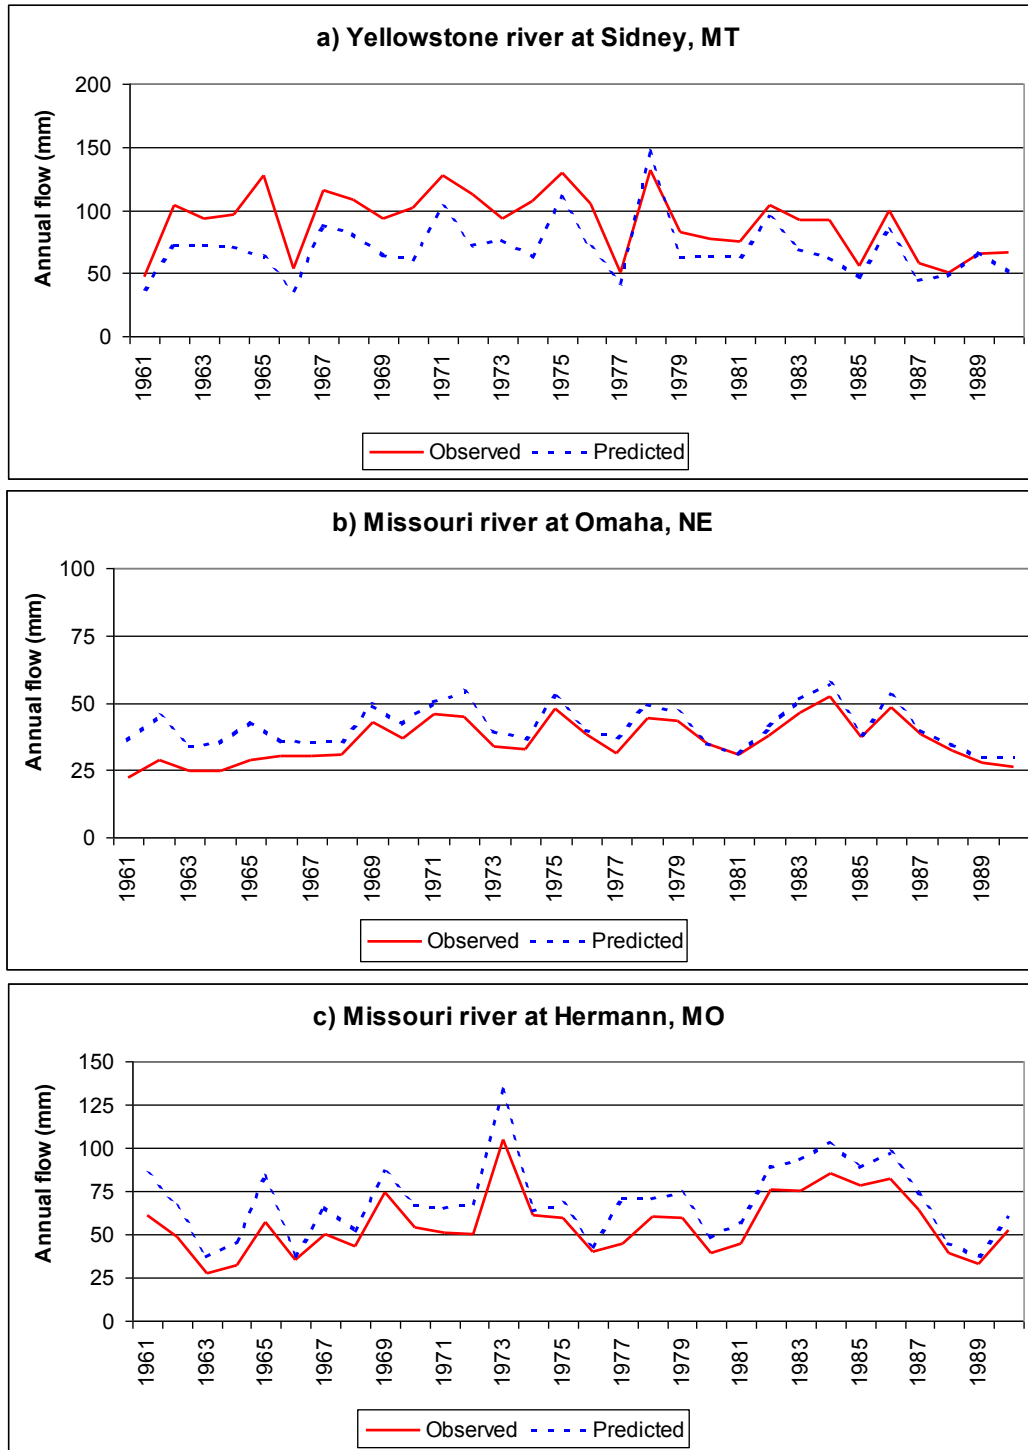 a) Yellowstone river at Sidney, MT
Annual flow (mm)
200
150
100
50
0
1961 1963 1965 1967 1969 1971 1973 1975 1977 1979 1981 1983 1985 1987 1989
Observed Predicted
b) Missouri river at Omaha, NE
Annual flow (mm)
100
75
50
25
0
1961 1963 1965 1967 1969 1971 1973 1975 1977 1979 1981 1983 1985 1987 1989
Observed Predicted
c) Missouri river at Hermann, MO
Annual flow (mm)
150
125
100
75
50
25
0
1961 1963 1965 1967 1969 1971 1973 1975 1977 1979 1981 1983 1985 1987 1989
Observed Predicted